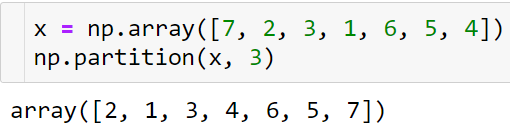 x = np.array([7, 2, 3, 1, 6, 5, 4])
np.partition(x, 3)
array([2, 1, 3, 4, 6, 5, 7])